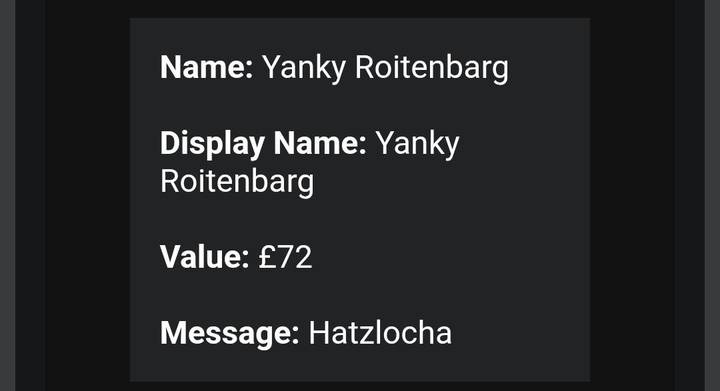 Name: Yanky Roitenbarg
Display Name: Yanky
Roitenbarg
Value: £72
Message: Hatzlocha